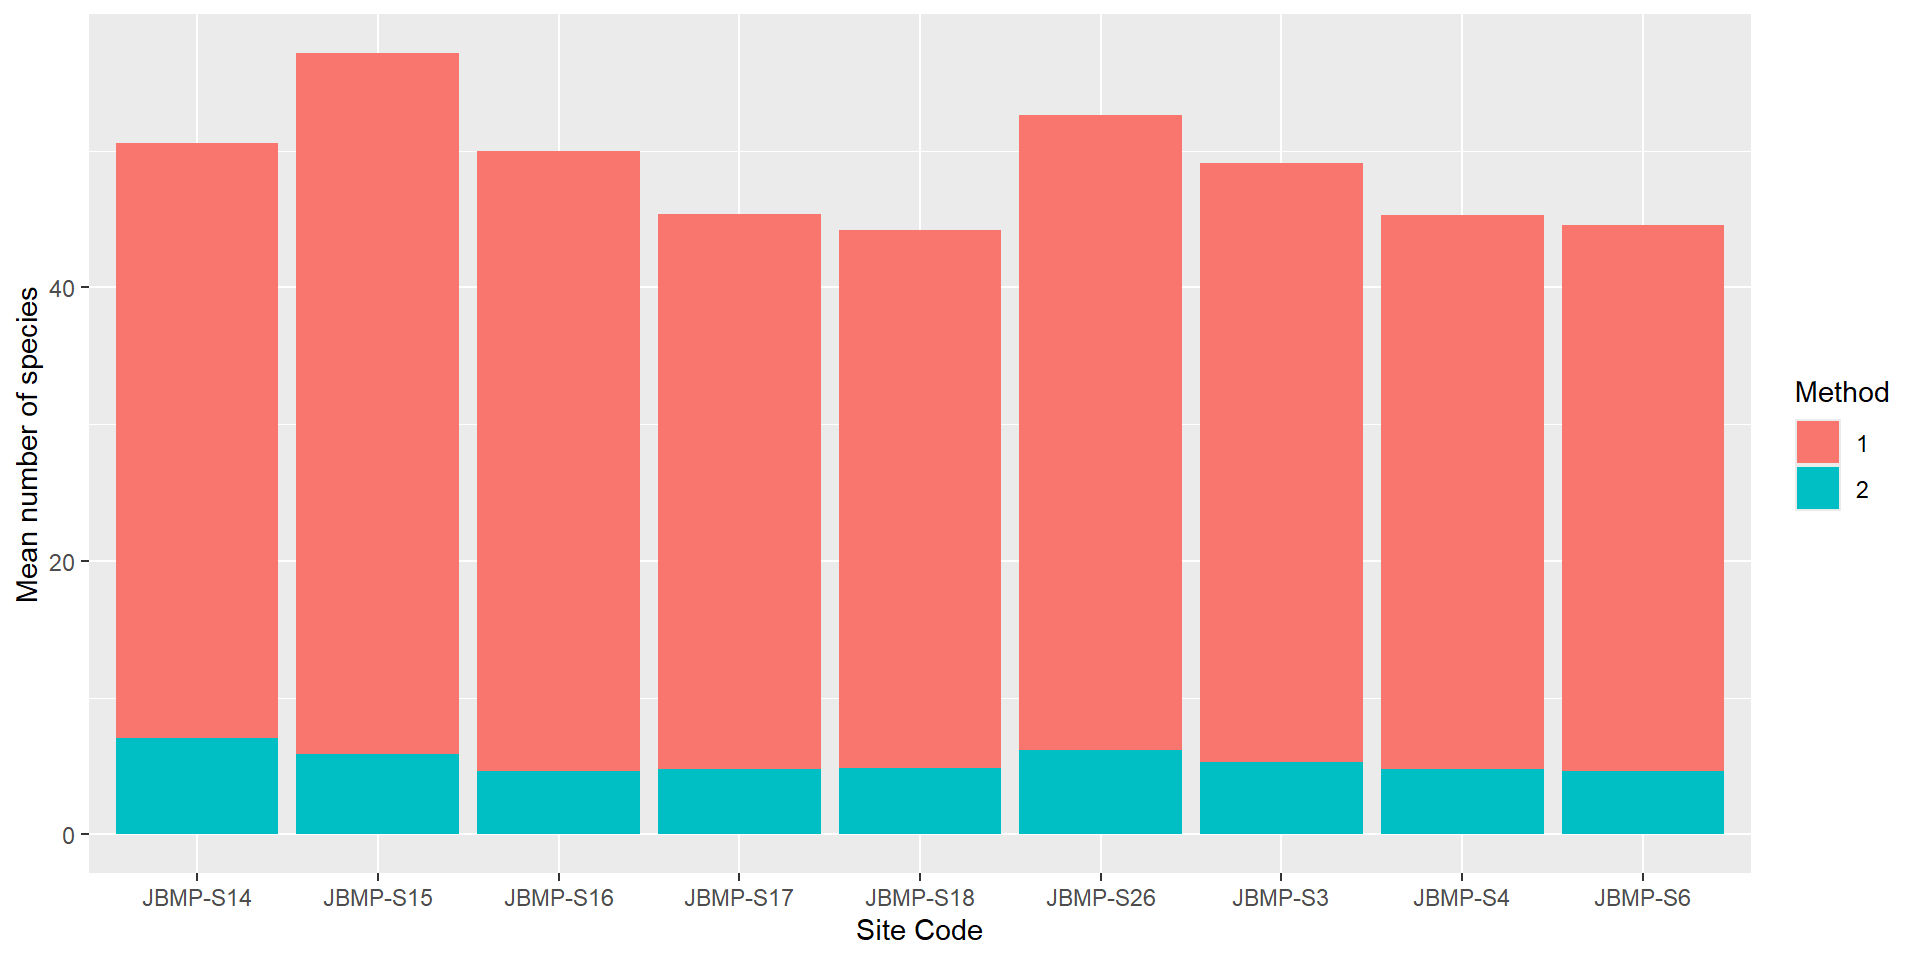 Mean number of species
40
20
0
JBMP-S14 JBMP-S15 JBMP-S16 JBMP-S17 JBMP-S18 JBMP-S26 JBMP-S3 JBMP-S4 JBMP-S6
Site Code
Method
1
2